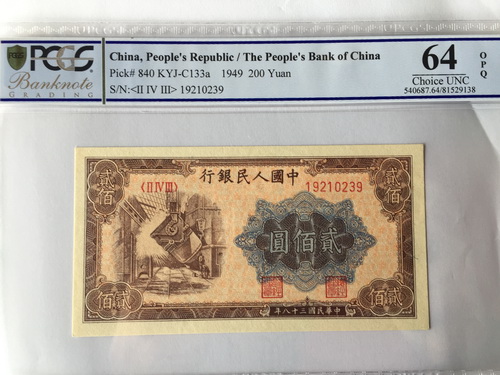 PCGS
Banknote
GRADING
China, People's Republic / The People's Bank of China
Pick# 840 KYJ-C133a 1949 200 Yuan
S/N:<II IV III> 19210239
64
Choice UNC
OPQ
540687.64/81529138
行銀民人國中
〈II IV III〉
19210239
貳佰
貳佰
圓佰貳
佰
貳
年八十三國民華中